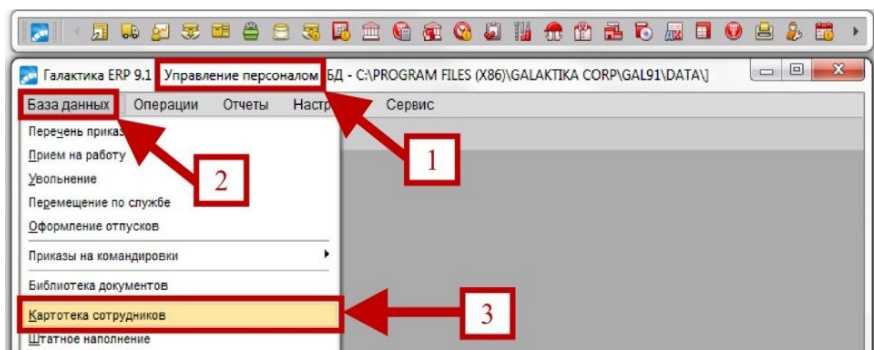 Галактика ERP 9.1 Управление персоналом БД - C:\PROGRAM FILES (X86)\GALAKTIKA CORP\GAL91\DATA\]
База данных Операции Отчеты Сервис
Перечень
1
Прием на работу
2
Увольнение
Перемещение по службе
Оформление отпусков
Приказы на командировки
Библиотека документов
Картотека сотрудников
3
Штатное наполнение